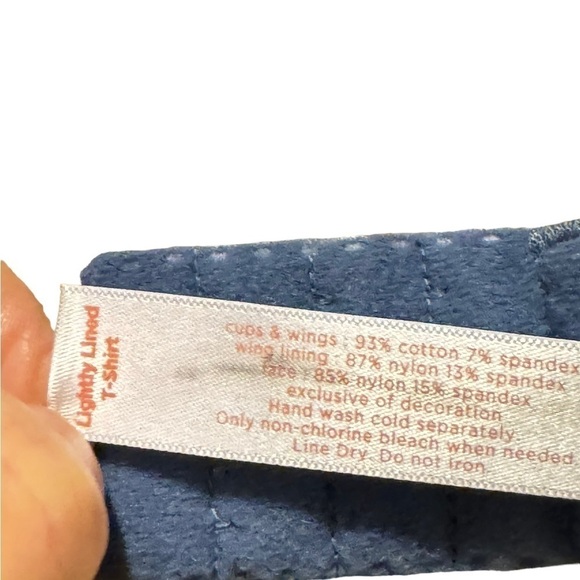 Lightly Lined
T-Shirt
cups & wings : 93% cotton 7% spandex
wing lining : 87% nylon 13% spandex
face : 85% nylon 15% spandex
exclusive of decoration
Hand wash cold separately.
Only non-chlorine bleach when needed
Line Dry. Do not Iron